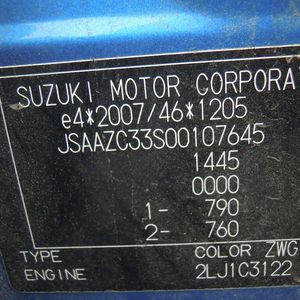 SUZUKI MOTOR CORPORA
e4*2007/46*1205
JSAAZC33S00107645
1445
0000
1- 790
2- 760
TYPE COLOR ZWG
ENGINE 2LJ1C3122